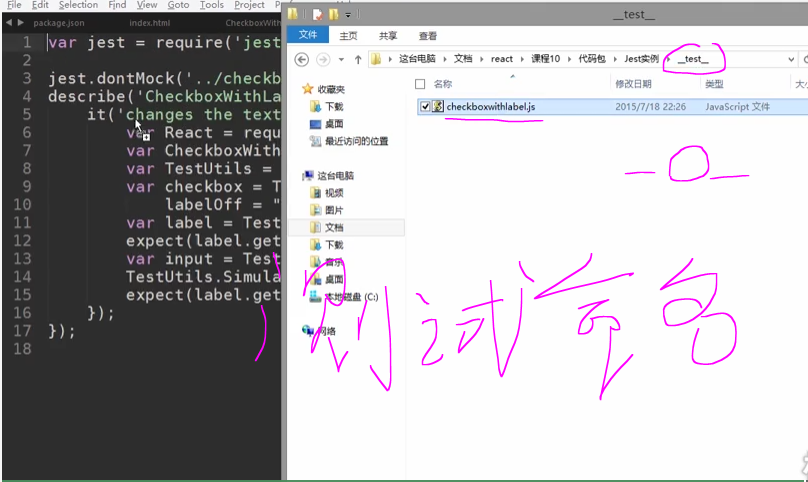 Edit Selection Find View Goto Tools Project
package.json index.html CheckboxWith
1 var jest = require('jest
2
3 jest.dontMock('../checkb
4 describe('CheckboxWithLa
5 it('changes the text
6 var React = requ
7 var CheckboxWith
8 var TestUtils =
9 var checkbox = T
10 labelOff = "
11 var label = Test
12 expect(label.get
13 var input = Test
14 TestUtils.Simula
15 expect(label.get
16 });
17 });
18
__test__
文件 主页 共享 查看
这台电脑 文档 react 课程10 代码包 Jest实例 __test__
名称 修改日期 类型 大小
checkboxwithlabel.js 2015/7/18 22:26 JavaScript 文件
收藏夹
下载
桌面
最近访问的位置
这台电脑
视频
图片
文档
下载
音乐
桌面
本地磁盘 (C:)
网络